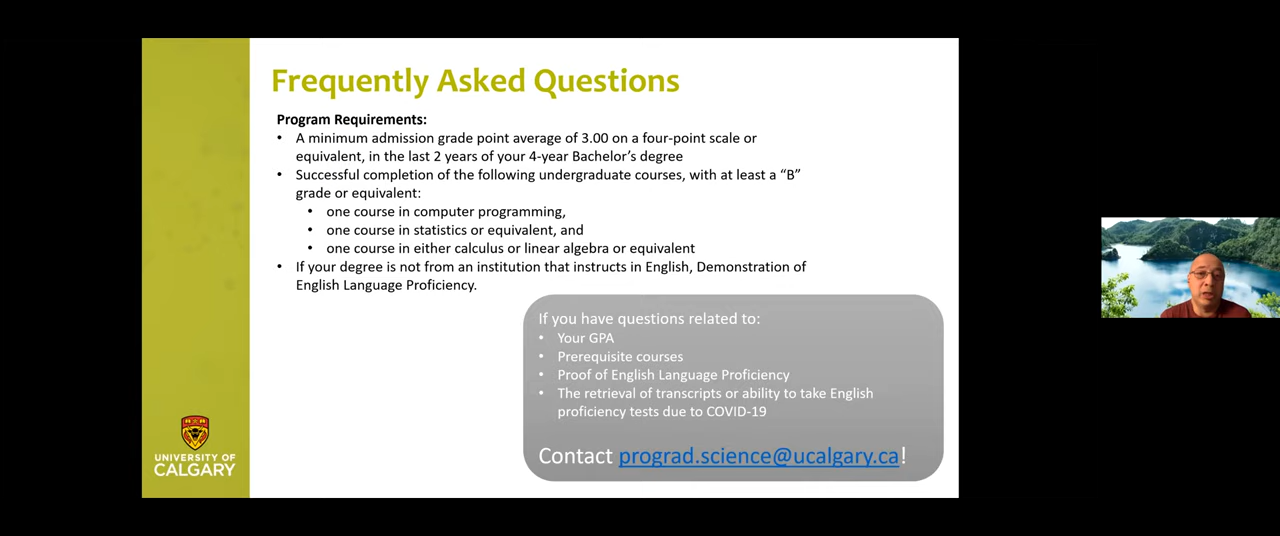 Frequently Asked Questions
Program Requirements:
• A minimum admission grade point average of 3.00 on a four-point scale or
equivalent, in the last 2 years of your 4-year Bachelor’s degree
• Successful completion of the following undergraduate courses, with at least a “B”
grade or equivalent:
• one course in computer programming,
• one course in statistics or equivalent, and
• one course in either calculus or linear algebra or equivalent
• If your degree is not from an institution that instructs in English, Demonstration of
English Language Proficiency.
If you have questions related to:
• Your GPA
• Prerequisite courses
• Proof of English Language Proficiency
• The retrieval of transcripts or ability to take English
proficiency tests due to COVID-19
Contact prograd.science@ucalgary.ca!
UNIVERSITY OF
CALGARY